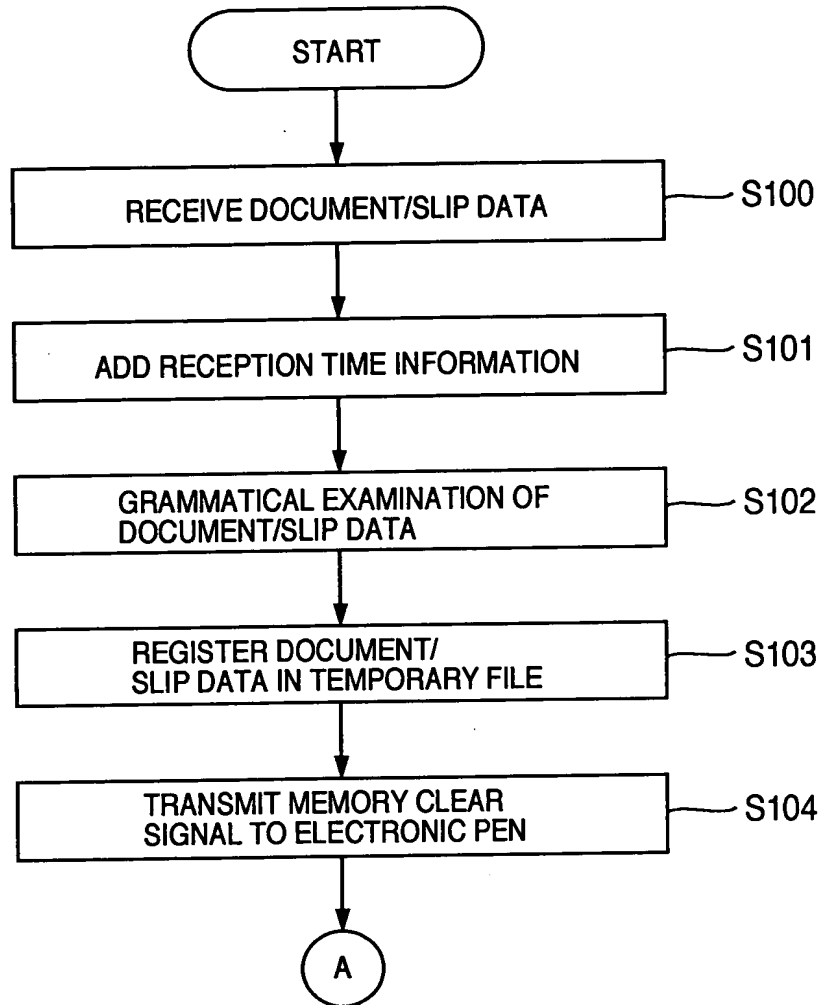 START
RECEIVE DOCUMENT/SLIP DATA
S100
ADD RECEPTION TIME INFORMATION
S101
GRAMMATICAL EXAMINATION OF
DOCUMENT/SLIP DATA
S102
REGISTER DOCUMENT/
SLIP DATA IN TEMPORARY FILE
S103
TRANSMIT MEMORY CLEAR
SIGNAL TO ELECTRONIC PEN
S104
A